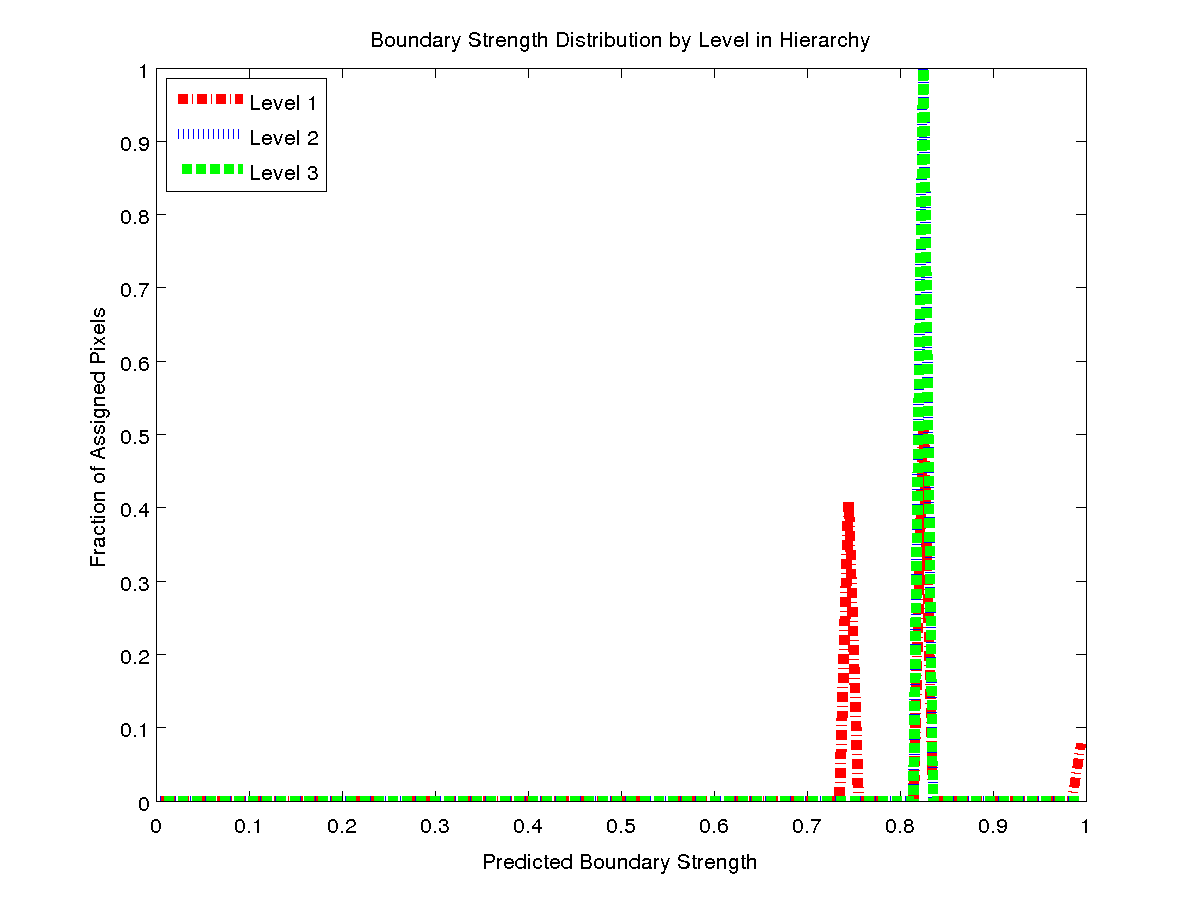 Boundary Strength Distribution by Level in Hierarchy
Level 1
Level 2
Level 3
1
0.9
0.8
0.7
0.6
0.5
0.4
0.3
0.2
0.1
0
Fraction of Assigned Pixels
0 0.1 0.2 0.3 0.4 0.5 0.6 0.7 0.8 0.9 1
Predicted Boundary Strength